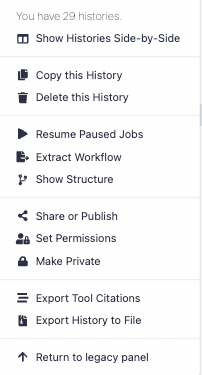 You have 29 histories.
Show Histories Side-by-Side
Copy this History
Delete this History
Resume Paused Jobs
Extract Workflow
Show Structure
Share or Publish
Set Permissions
Make Private
Export Tool Citations
Export History to File
Return to legacy panel